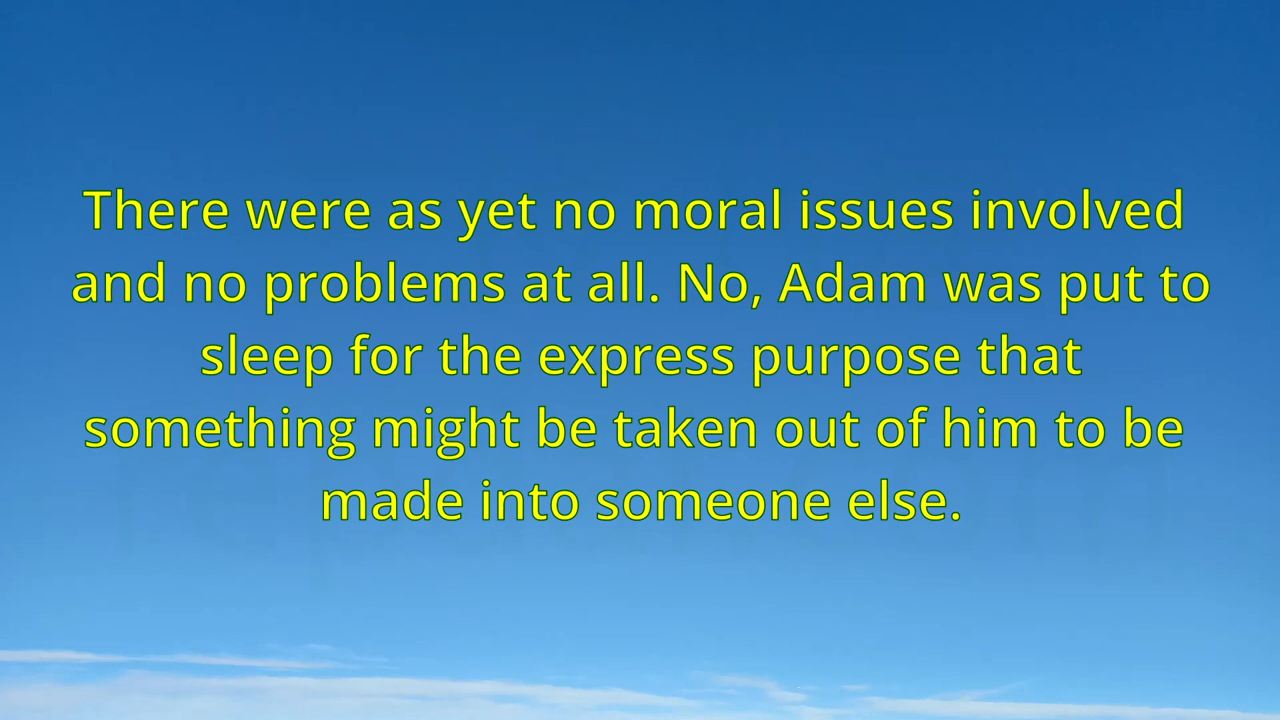 There were as yet no moral issues involved
and no problems at all. No, Adam was put to
sleep for the express purpose that
something might be taken out of him to be
made into someone else.